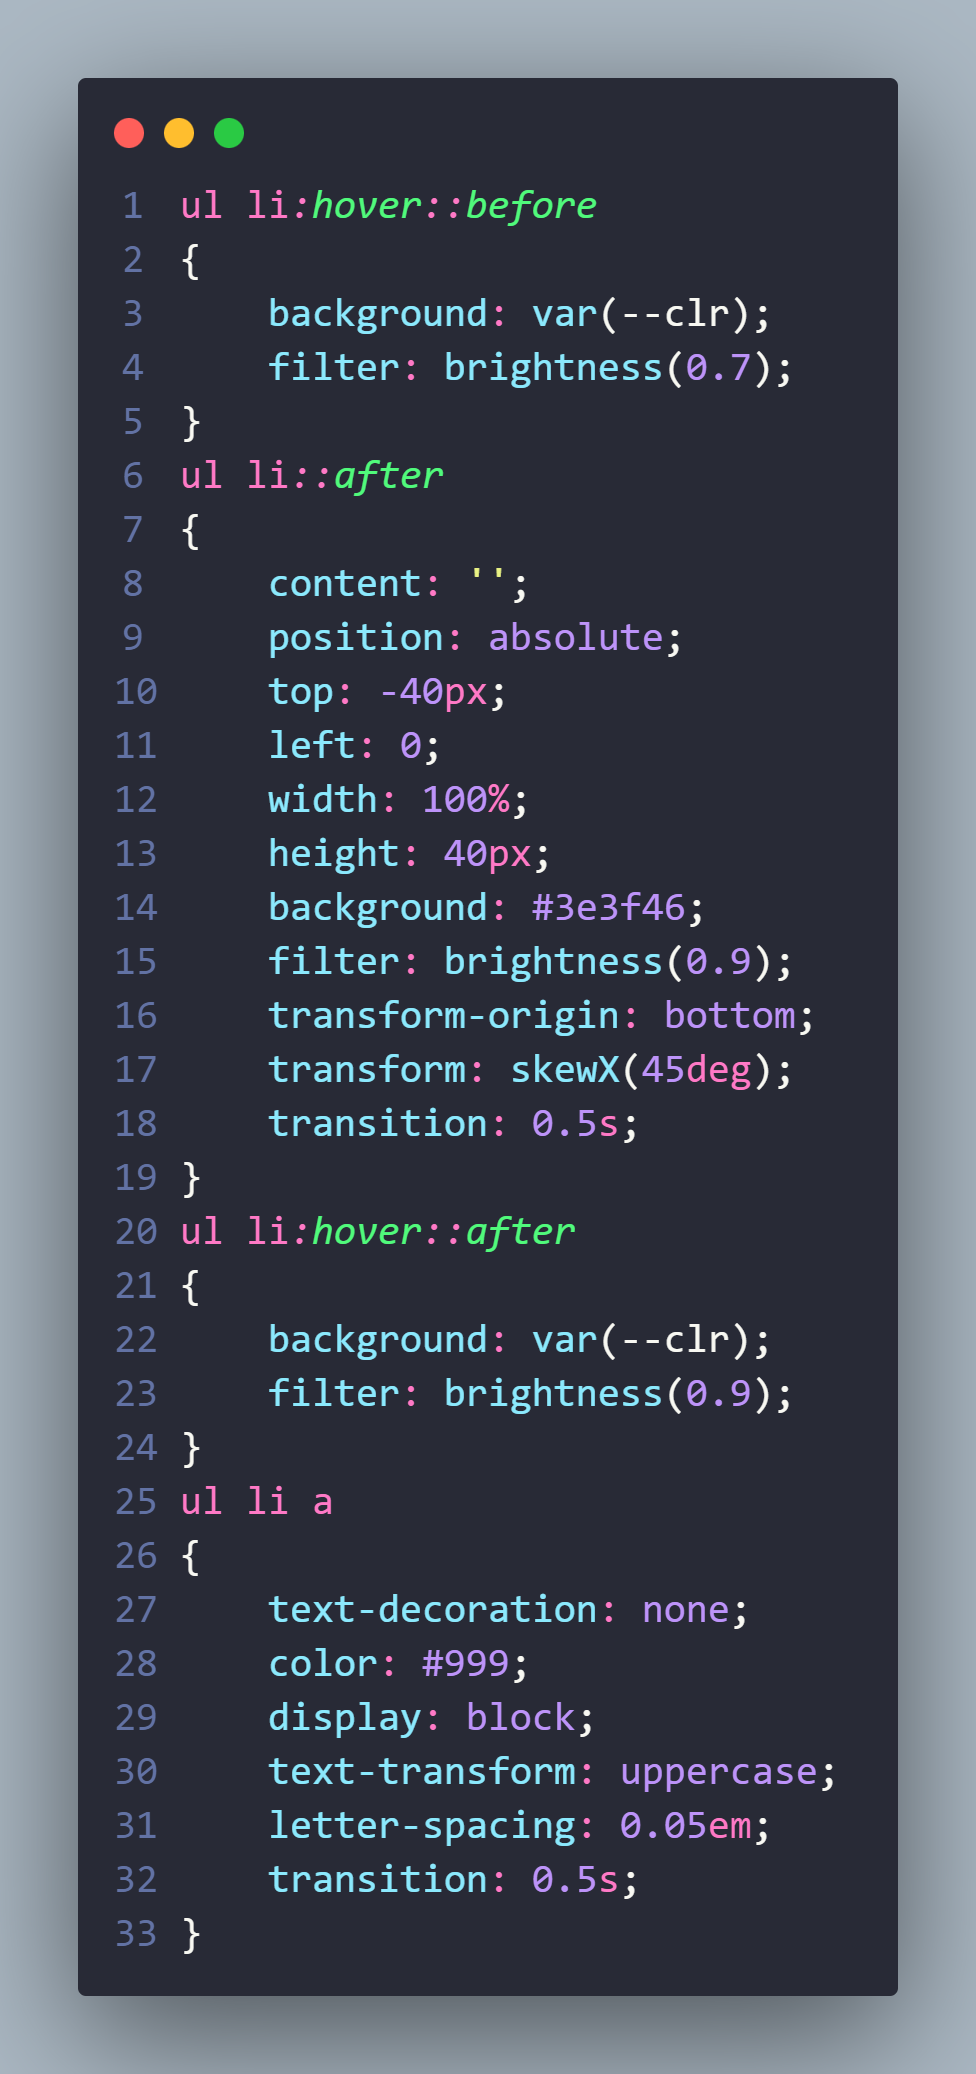 1 ul li:hover::before
2 {
3     background: var(--clr);
4     filter: brightness(0.7);
5 }
6 ul li::after
7 {
8     content: '';
9     position: absolute;
10     top: -40px;
11     left: 0;
12     width: 100%;
13     height: 40px;
14     background: #3e3f46;
15     filter: brightness(0.9);
16     transform-origin: bottom;
17     transform: skewX(45deg);
18     transition: 0.5s;
19 }
20 ul li:hover::after
21 {
22     background: var(--clr);
23     filter: brightness(0.9);
24 }
25 ul li a
26 {
27     text-decoration: none;
28     color: #999;
29     display: block;
30     text-transform: uppercase;
31     letter-spacing: 0.05em;
32     transition: 0.5s;
33 }